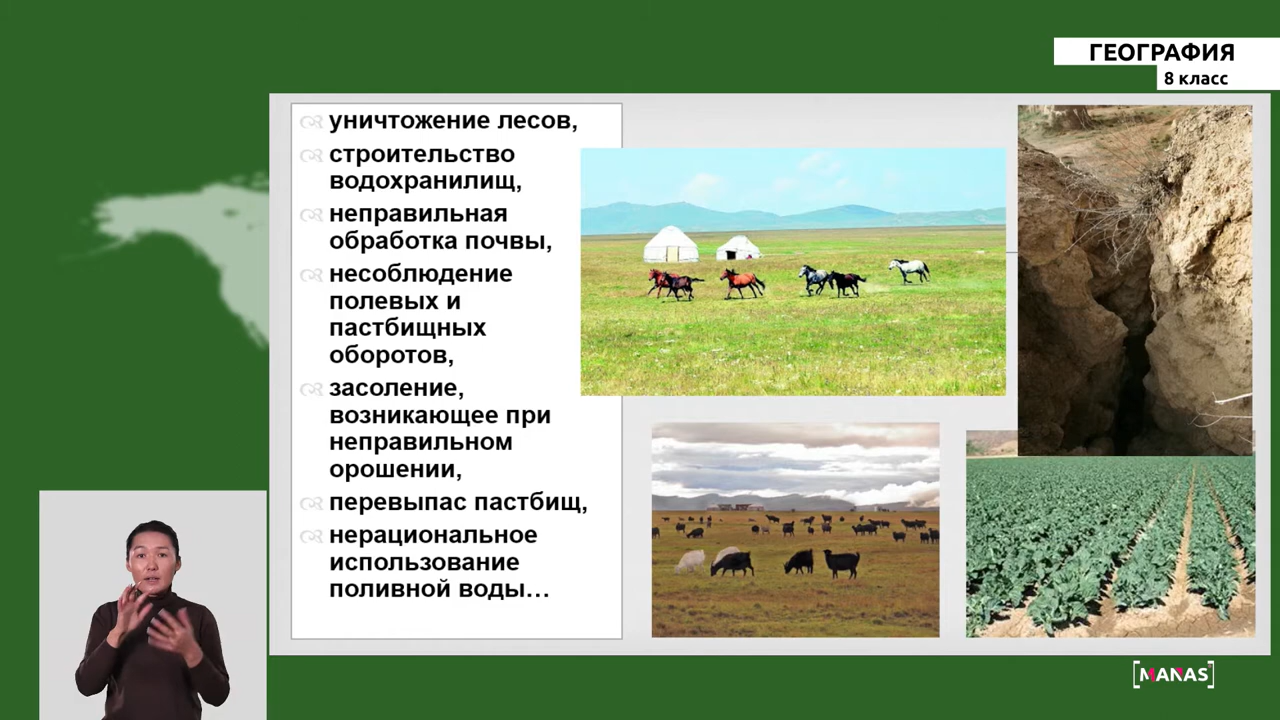 ГЕОГРАФИЯ
8 класс
уничтожение лесов,
строительство
водохранилищ,
неправильная
обработка почвы,
несоблюдение
полевых и
пастбищных
оборотов,
засоление,
возникающее при
неправильном
орошении,
перевыпас пастбищ,
нерациональное
использование
поливной воды…
[MANAS]